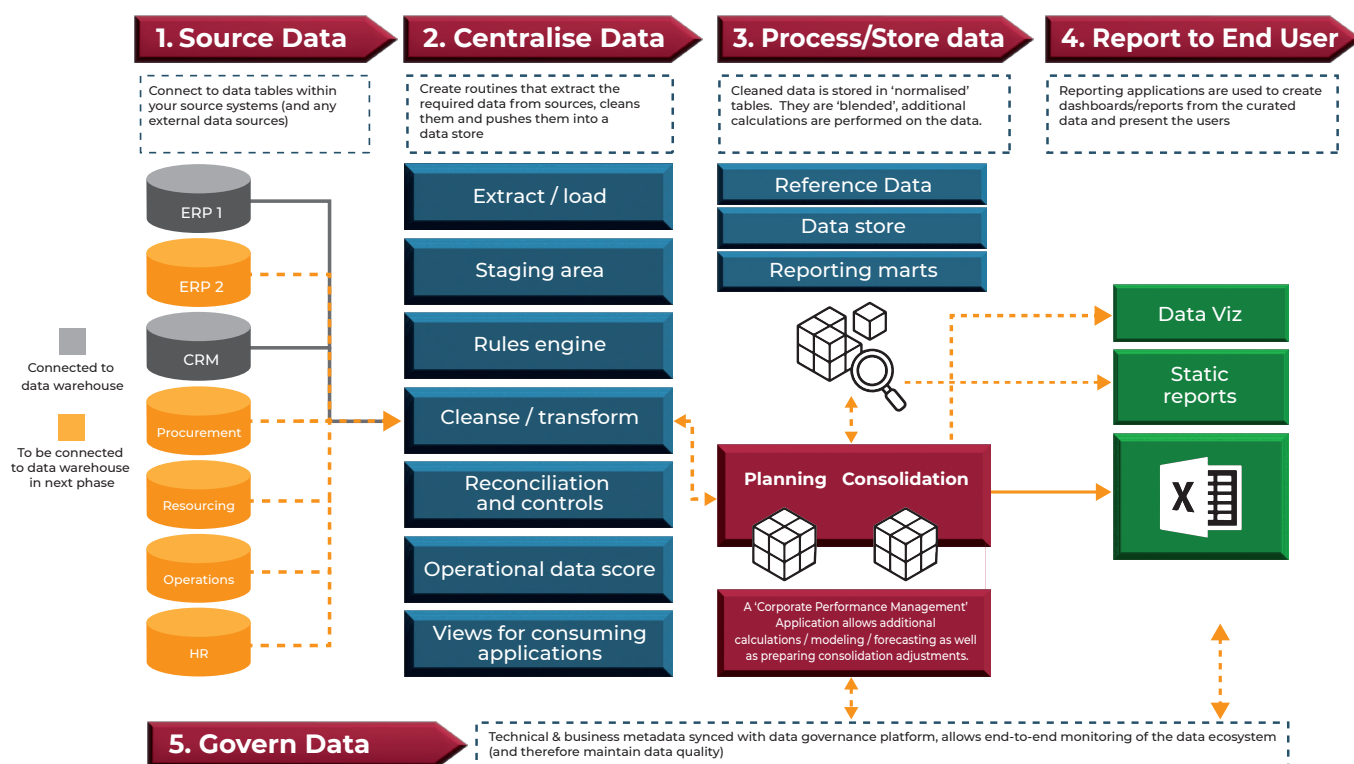 1. Source Data
2. Centralise Data
3. Process/Store data
4. Report to End User
Connect to data tables within
your source systems (and any
external data sources)
Create routines that extract the
required data from sources, cleans
them and pushes them into a
data store
Cleaned data is stored in ‘normalised’
tables. They are ‘blended’, additional
calculations are performed on the data.
Reporting applications are used to create
dashboards/reports from the curated
data and present the users
ERP 1
ERP 2
CRM
Procurement
Resourcing
Operations
HR
Connected to
data warehouse
To be connected
to data warehouse
in next phase
Extract / load
Staging area
Rules engine
Cleanse / transform
Reconciliation
and controls
Operational data score
Views for consuming
applications
Reference Data
Data store
Reporting marts
Planning Consolidation
A ‘Corporate Performance Management’
Application allows additional
calculations / modeling / forecasting as well
as preparing consolidation adjustments.
Data Viz
Static
reports
X
5. Govern Data
Technical & business metadata synced with data governance platform, allows end-to-end monitoring of the data ecosystem
(and therefore maintain data quality)